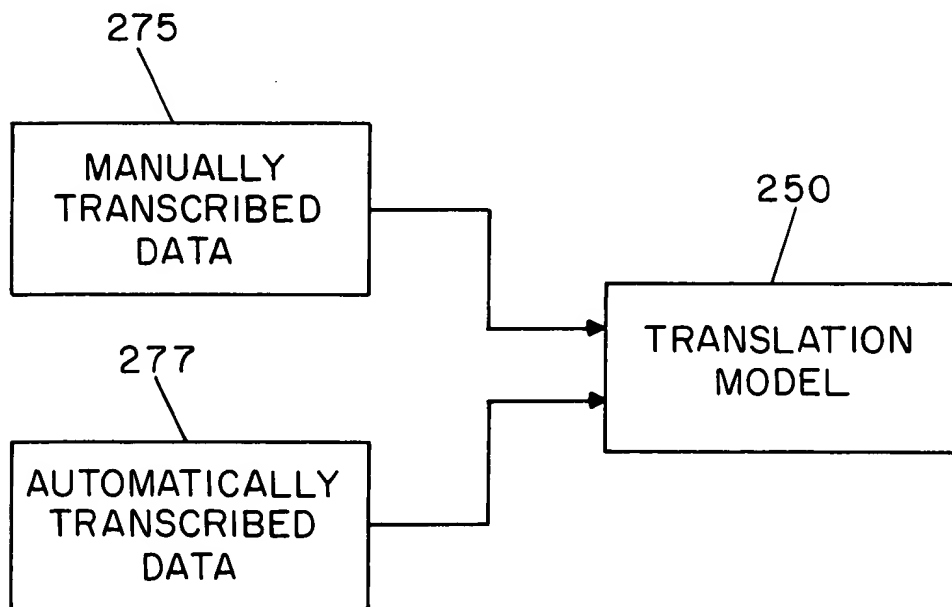 275
MANUALLY
TRANSCRIBED
DATA
250
TRANSLATION
MODEL
277
AUTOMATICALLY
TRANSCRIBED
DATA